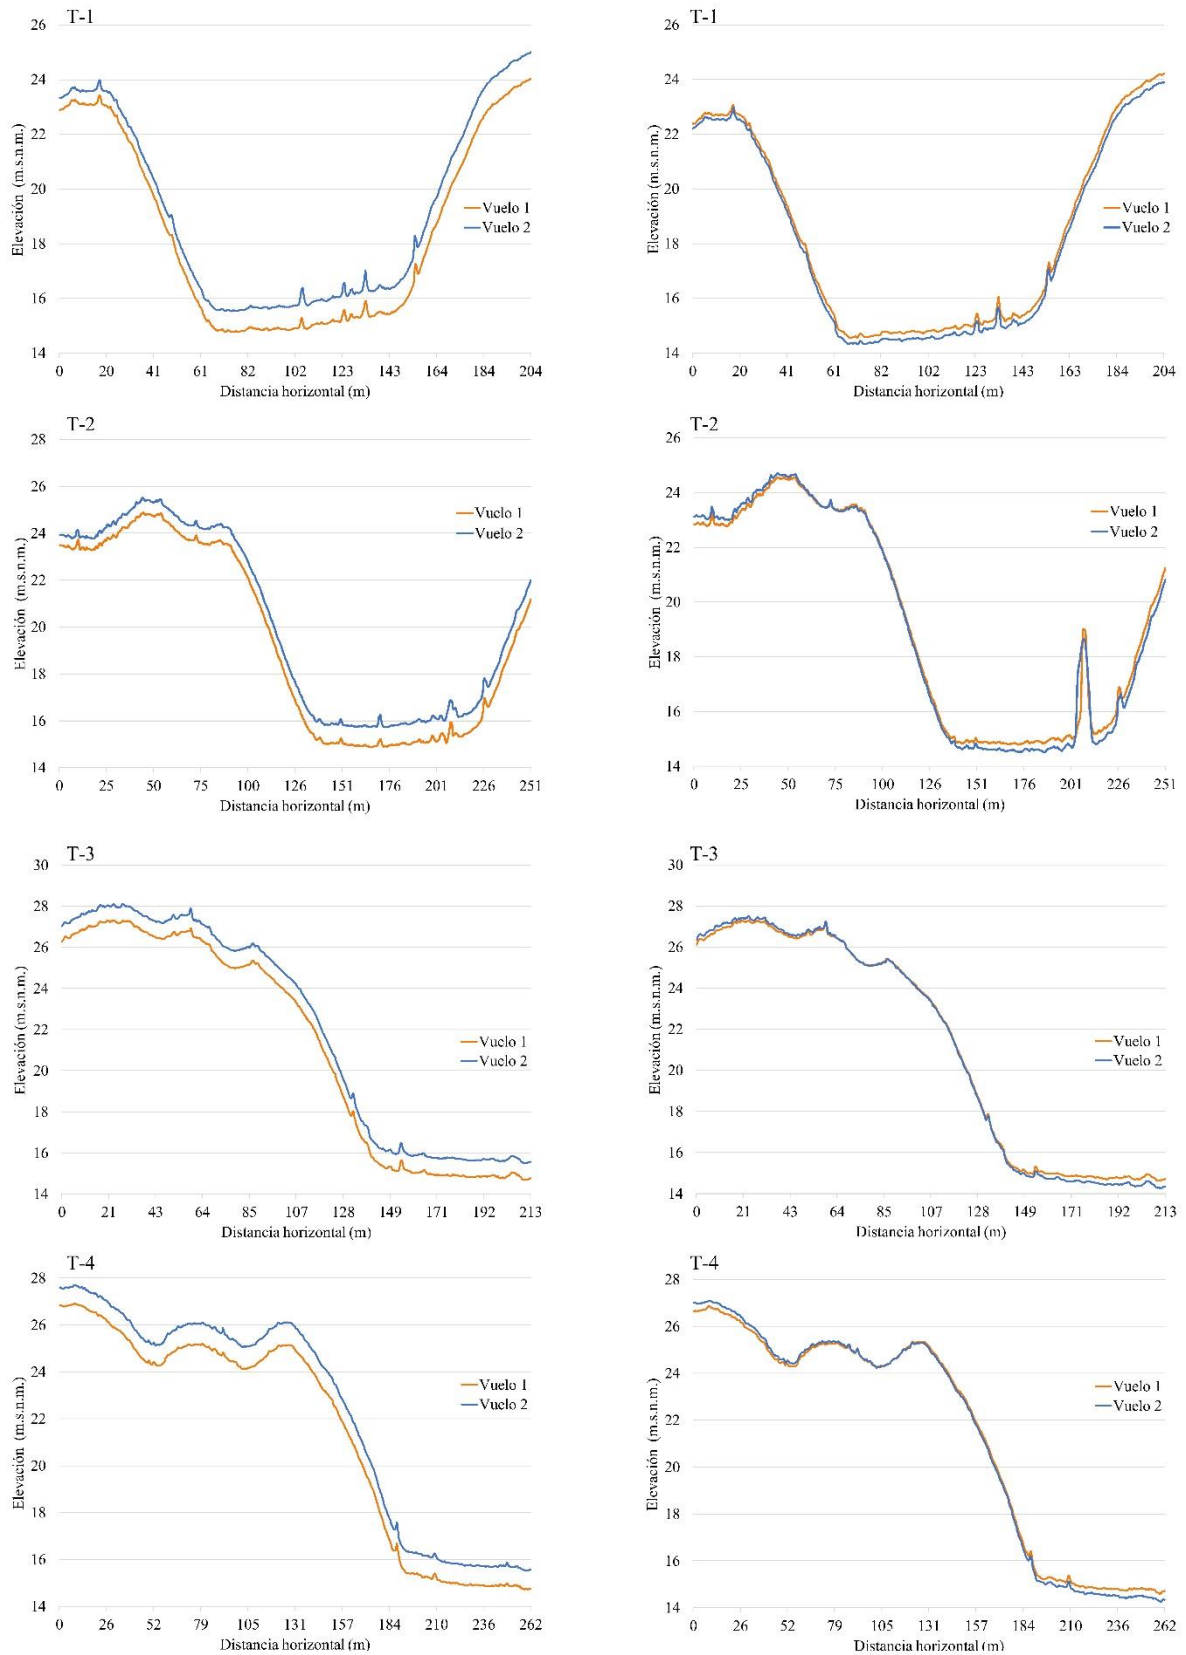 T-1
26
24
22
20
18
16
14
Elevación (m.s.n.m.)
Vuelo 1
Vuelo 2
0 20 41 61 82 102 123 143 164 184 204
Distancia horizontal (m)
T-1
26
24
22
20
18
16
14
Elevación (m.s.n.m.)
Vuelo 1
Vuelo 2
0 20 41 61 82 102 123 143 163 184 204
Distancia horizontal (m)
T-2
28
26
24
22
20
18
16
14
Elevación (m.s.n.m.)
Vuelo 1
Vuelo 2
0 25 50 75 100 126 151 176 201 226 251
Distancia horizontal (m)
T-2
26
24
22
20
18
16
14
Elevación (m.s.n.m.)
Vuelo 1
Vuelo 2
0 25 50 75 100 126 151 176 201 226 251
Distancia horizontal (m)
T-3
30
28
26
24
22
20
18
16
14
Elevación (m.s.n.m.)
Vuelo 1
Vuelo 2
0 21 43 64 85 107 128 149 171 192 213
Distancia horizontal (m)
T-3
30
28
26
24
22
20
18
16
14
Elevación (m.s.n.m.)
Vuelo 1
Vuelo 2
0 21 43 64 85 107 128 149 171 192 213
Distancia horizontal (m)
T-4
28
26
24
22
20
18
16
14
Elevación (m.s.n.m.)
Vuelo 1
Vuelo 2
0 26 52 79 105 131 157 184 210 236 262
Distancia horizontal (m)
T-4
28
26
24
22
20
18
16
14
Elevación (m.s.n.m.)
Vuelo 1
Vuelo 2
0 26 52 79 105 131 157 184 210 236 262
Distancia horizontal (m)